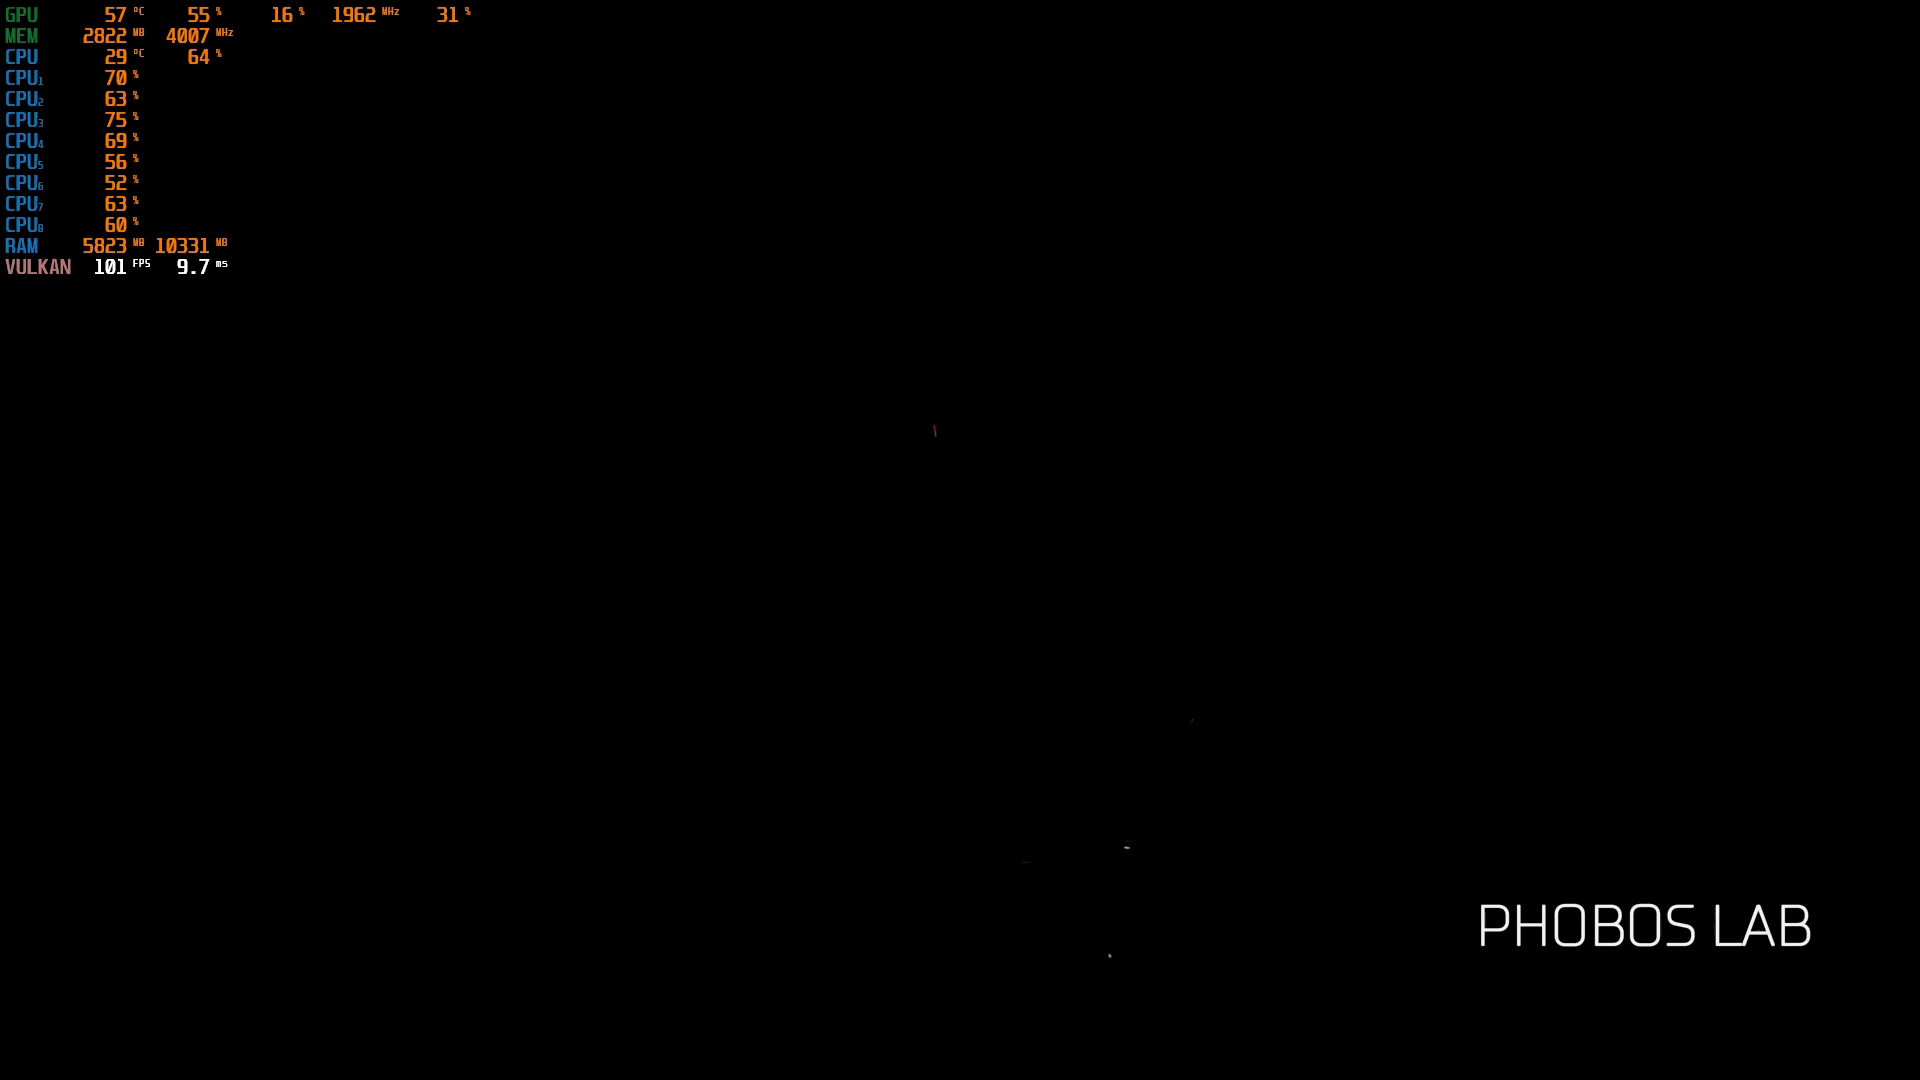 GPU 57 °C 55 % 16 % 1962 MHz 31 %
MEM 2822 MB 4007 MHz
CPU 29 °C 64 %
CPU1 70 %
CPU2 63 %
CPU3 75 %
CPU4 69 %
CPU5 56 %
CPU6 52 %
CPU7 63 %
CPU8 60 %
RAM 5823 MB 10331 MB
VULKAN 101 FPS 9.7 ms
PHOBOS LAB